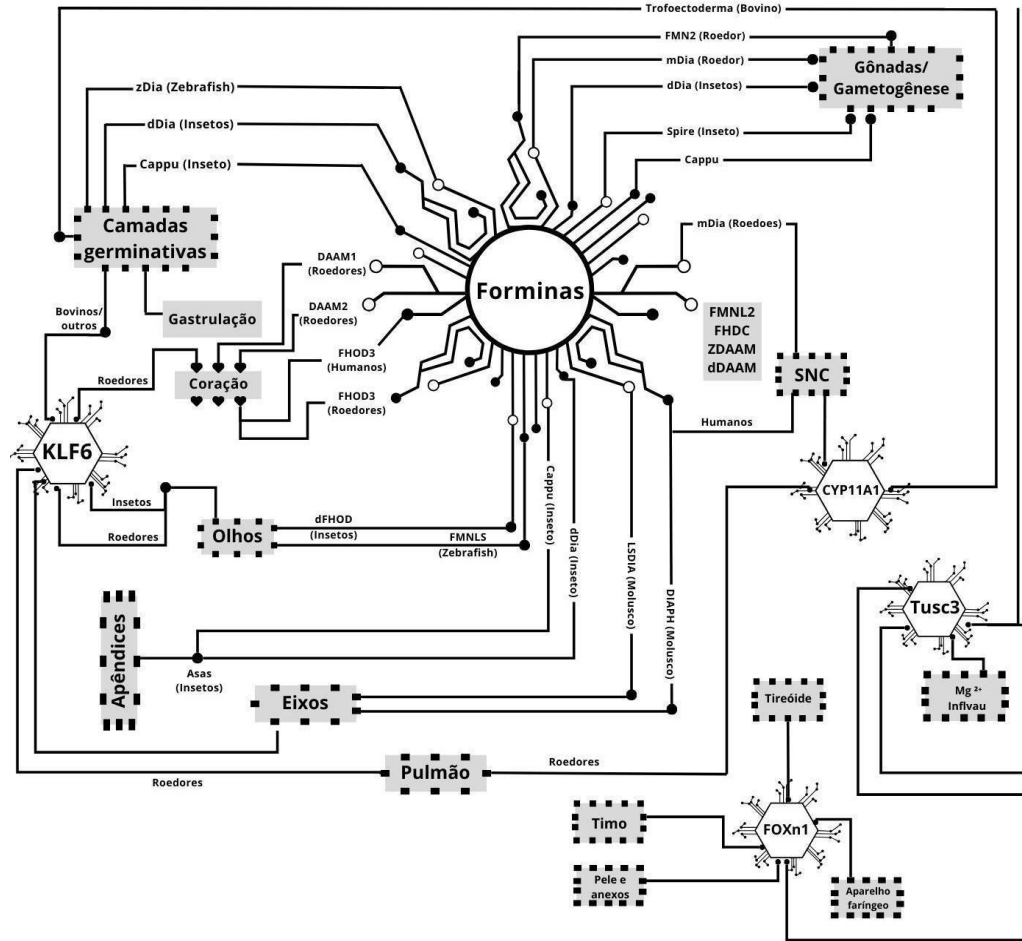 Trofoectoderma (Bovino)
FMN2 (Roedor)
mDia (Roedor)
dDia (Insetos)
Spire (Inseto)
Cappu
Gônadas/
Gametogênese
zDia (Zebrafish)
dDia (Insetos)
Cappu (Inseto)
Camadas
germinativas
mDia (Roedoes)
DAAM1
(Roedores)
Forminas
Bovinos/
outros
Gastrulação
DAAM2
(Roedores)
FMNL2
FHDC
ZDAAM
dDAAM
FHOD3
(Humanos)
Roedores
Coração
SNC
FHOD3
(Roedores)
Humanos
KLF6
CYP11A1
Insetos
Roedores
Olhos
dFHOD
(Insetos)
FMNLS
(Zebrafish)
Cappu (Inseto)
dDia (Inseto)
LSDIA (Molusco)
DIAPH (Molusco)
Tusc3
Apêndices
Asas
(Insetos)
Eixos
Tireóide
Mg ²⁺
Inflvau
Roedores
Pulmão
Roedores
Timo
FOXn1
Pele e
anexos
Aparelho
faríngeo